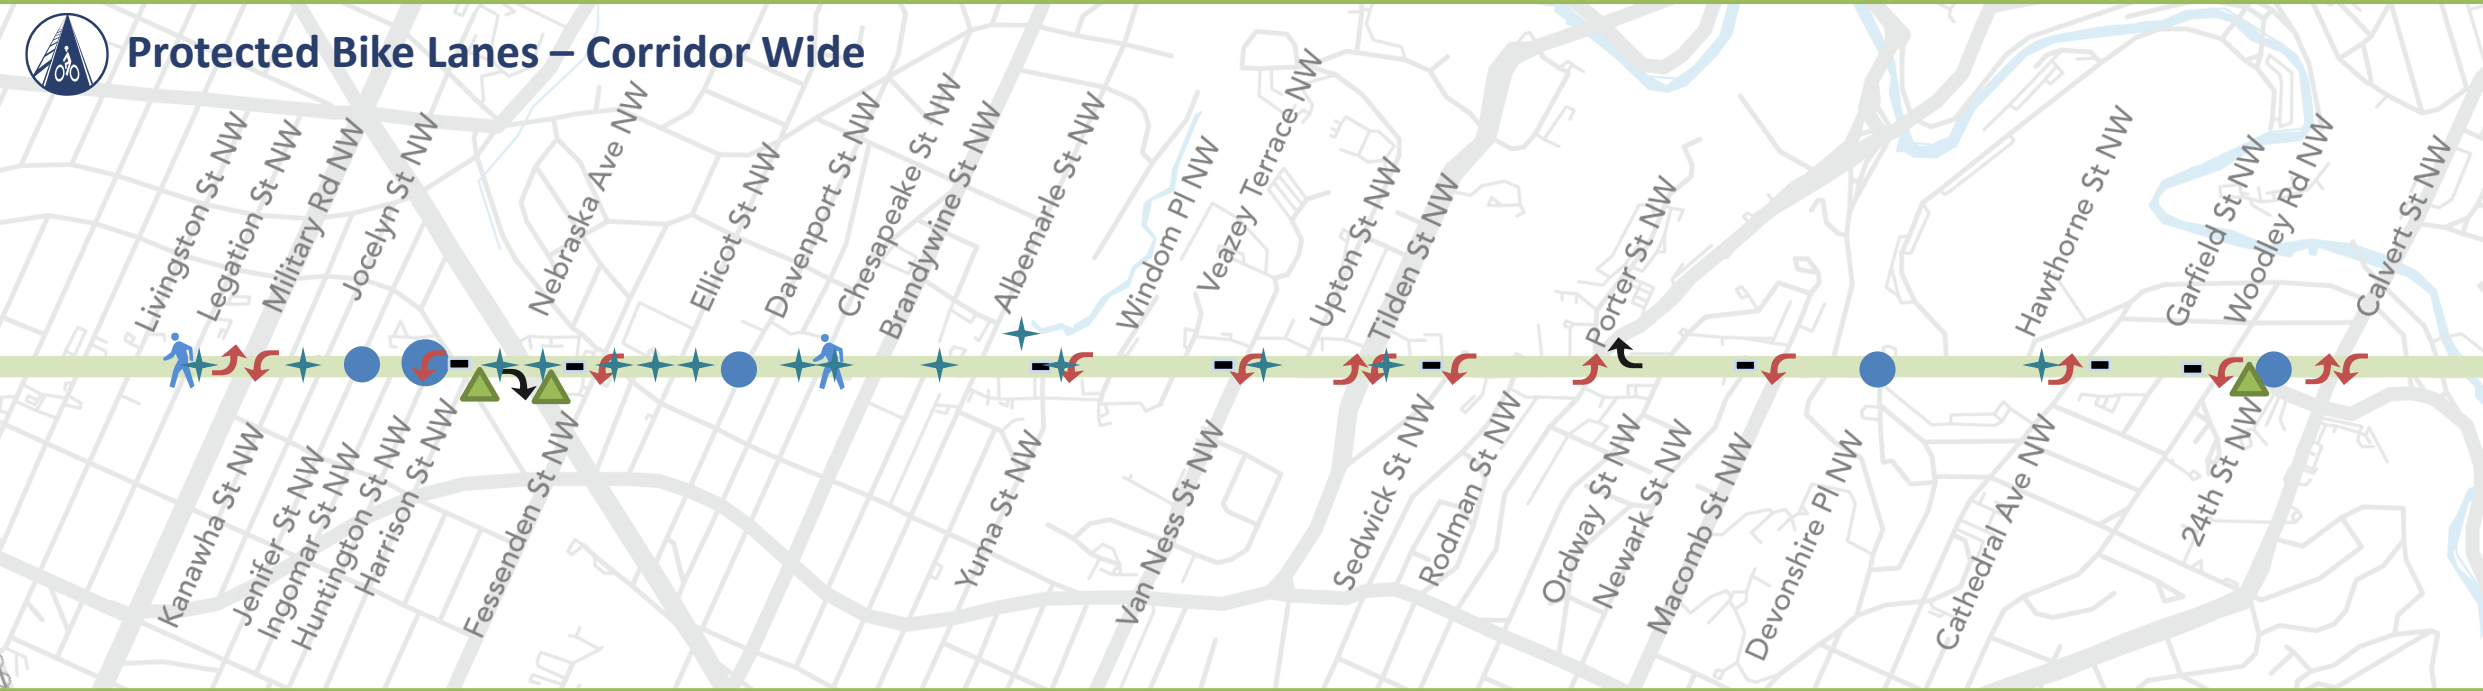 Protected Bike Lanes – Corridor Wide
Livingston St NW
Legation St NW
Military Rd NW
Jocelyn St NW
Nebraska Ave NW
Ellicot St NW
Davenport St NW
Chesapeake St NW
Brandywine St NW
Albemarle St NW
Windom Pl NW
Veazey Terrace NW
Upton St NW
Tilden St NW
Porter St NW
Hawthorne St NW
Garfield St NW
Woodley Rd NW
Calvert St NW
Kanawha St NW
Jenifer St NW
Ingomar St NW
Huntington St NW
Harrison St NW
Fessenden St NW
Yuma St NW
Van Ness St NW
Sedwick St NW
Rodman St NW
Ordway St NW
Newark St NW
Macomb St NW
Devonshire Pl NW
Cathedral Ave NW
24th St NW